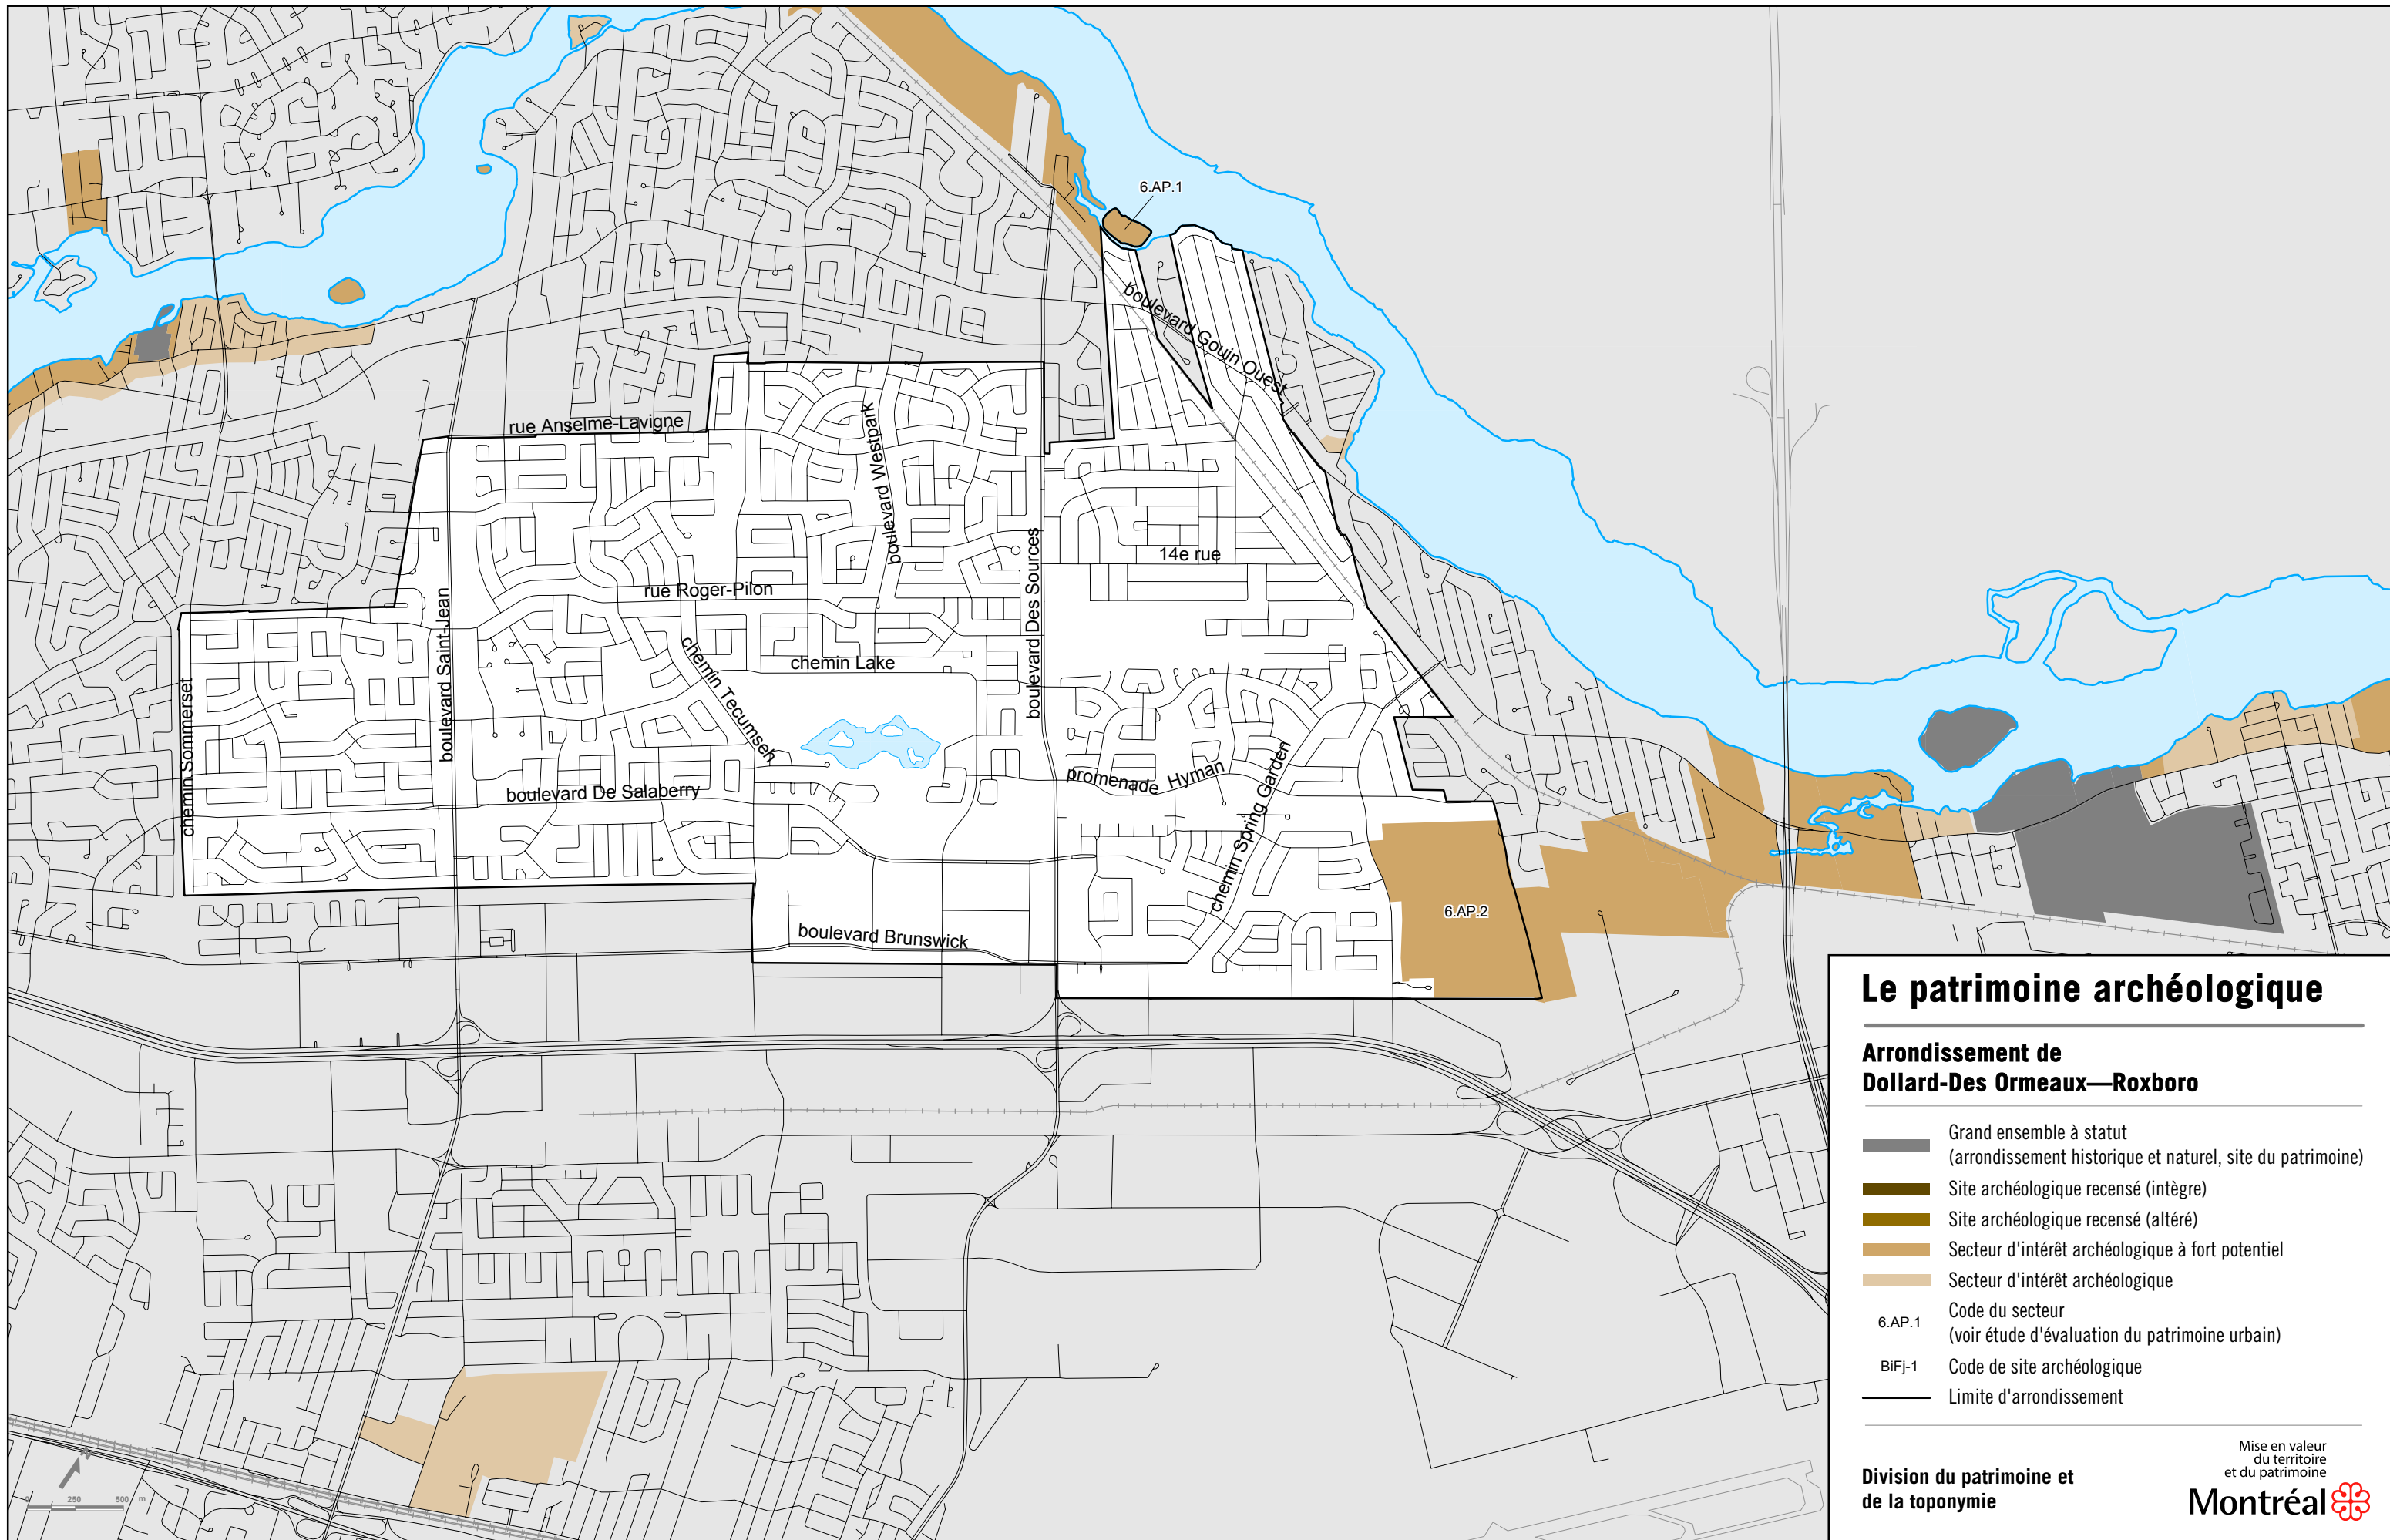 6.AP.1
boulevard Gouin Ouest
rue Anselme-Lavigne
boulevard Westpark
14e rue
boulevard Des Sources
rue Roger-Pilon
boulevard Saint-Jean
chemin Tecumseh
chemin Lake
chemin Sommerset
promenade Hyman
chemin Spring Garden
boulevard De Salaberry
6.AP.2
boulevard Brunswick
Le patrimoine archéologique
Arrondissement de
Dollard-Des Ormeaux—Roxboro
Grand ensemble à statut
(arrondissement historique et naturel, site du patrimoine)
Site archéologique recensé (intègre)
Site archéologique recensé (altéré)
Secteur d'intérêt archéologique à fort potentiel
Secteur d'intérêt archéologique
6.AP.1
Code du secteur
(voir étude d'évaluation du patrimoine urbain)
BiFj-1
Code de site archéologique
Limite d'arrondissement
N
0 250 500 m
Division du patrimoine et
de la toponymie
Mise en valeur
du territoire
et du patrimoine
Montréal